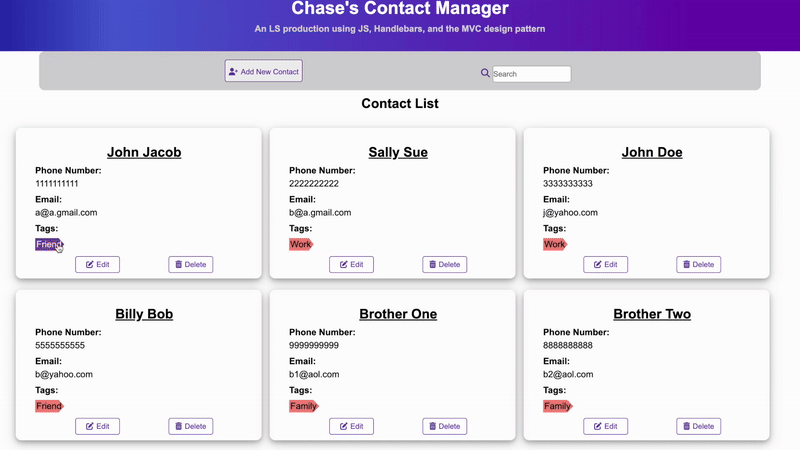 Chase's Contact Manager
An LS production using JS, Handlebars, and the MVC design pattern
Add New Contact
Search
Contact List
John Jacob
Phone Number:
1111111111
Email:
a@a.gmail.com
Tags:
Friend
Edit Delete
Sally Sue
Phone Number:
2222222222
Email:
b@a.gmail.com
Tags:
Work
Edit Delete
John Doe
Phone Number:
3333333333
Email:
j@yahoo.com
Tags:
Work
Edit Delete
Billy Bob
Phone Number:
5555555555
Email:
b@yahoo.com
Tags:
Friend
Edit Delete
Brother One
Phone Number:
9999999999
Email:
b1@aol.com
Tags:
Family
Edit Delete
Brother Two
Phone Number:
8888888888
Email:
b2@aol.com
Tags:
Family
Edit Delete